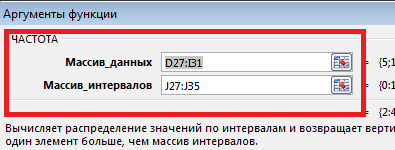 Аргументы функции
ЧАСТОТА
Массив_данных D27:I31 = {5;1
Массив_интервалов J27:J35 = {0:1
= {2:4
Вычисляет распределение значений по интервалам и возвращает верти
один элемент больше, чем массив интервалов.